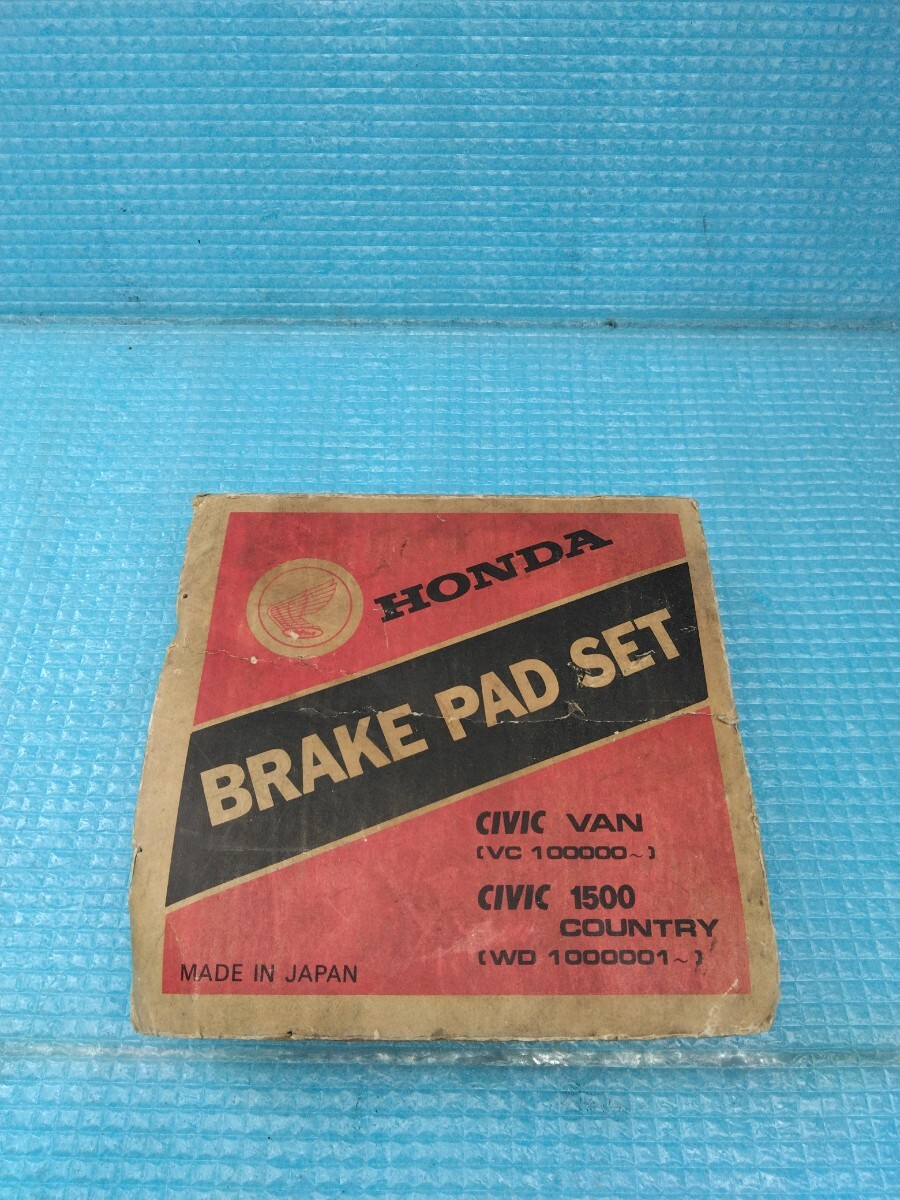 HONDA
BRAKE PAD SET
CIVIC VAN
(VC 100000~)
CIVIC 1500
COUNTRY
(WD 1000001~)
MADE IN JAPAN